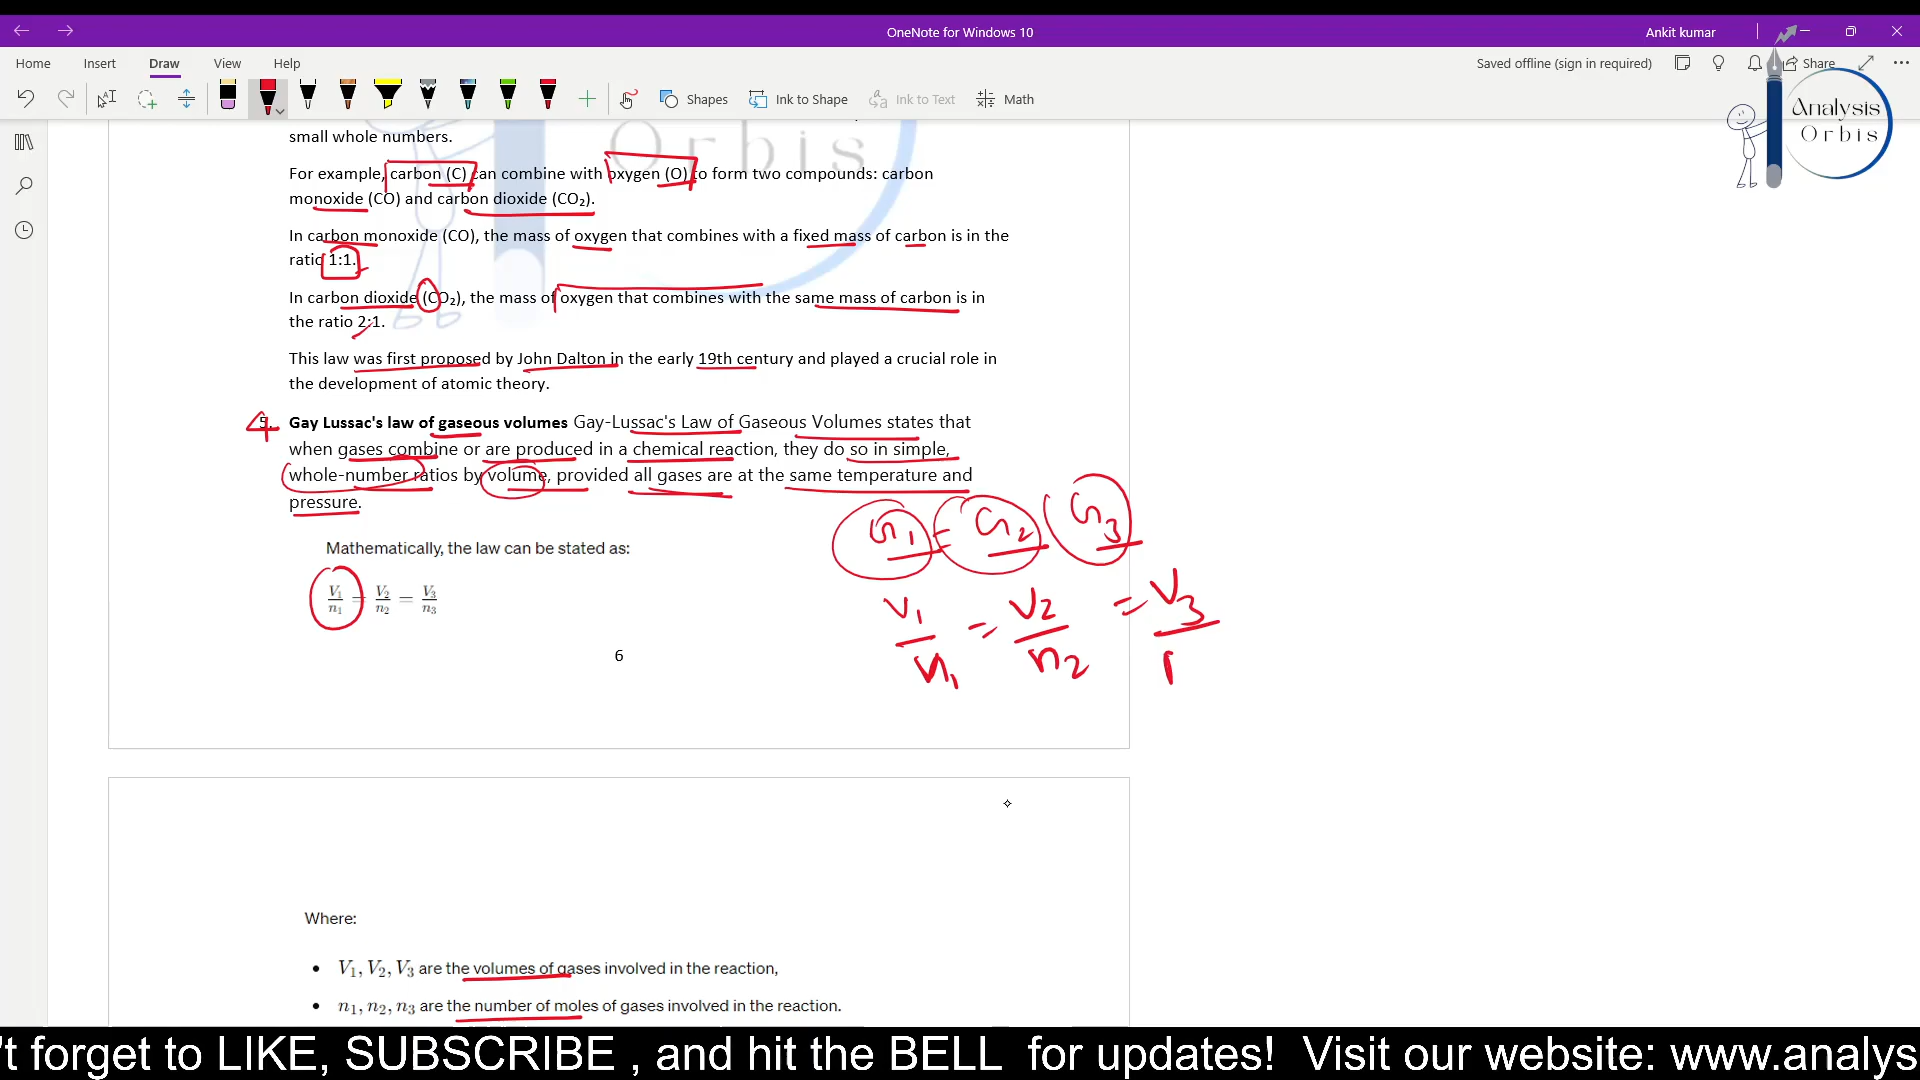 OneNote for Windows 10
Ankit kumar
Home Insert Draw View Help
Saved offline (sign in required)
Share
Shapes
Ink to Shape
Ink to Text
Math
Analysis
Orbis
Orbis
small whole numbers.
For example, carbon (C) can combine with oxygen (O) to form two compounds: carbon
monoxide (CO) and carbon dioxide (CO₂).
In carbon monoxide (CO), the mass of oxygen that combines with a fixed mass of carbon is in the
ratio 1:1.
In carbon dioxide (CO₂), the mass of oxygen that combines with the same mass of carbon is in
the ratio 2:1.
This law was first proposed by John Dalton in the early 19th century and played a crucial role in
the development of atomic theory.
4 Gay Lussac's law of gaseous volumes Gay-Lussac's Law of Gaseous Volumes states that
when gases combine or are produced in a chemical reaction, they do so in simple,
whole-number ratios by volume, provided all gases are at the same temperature and
pressure.
G1 = G2 G3
Mathematically, the law can be stated as:
V₁/n₁ = V₂/n₂ = V₃/n₃
V1/n1 = V2/n2 = V3/
6
Where:
• V₁, V₂, V₃ are the volumes of gases involved in the reaction,
• n₁, n₂, n₃ are the number of moles of gases involved in the reaction.
't forget to LIKE, SUBSCRIBE , and hit the BELL for updates! Visit our website: www.analys